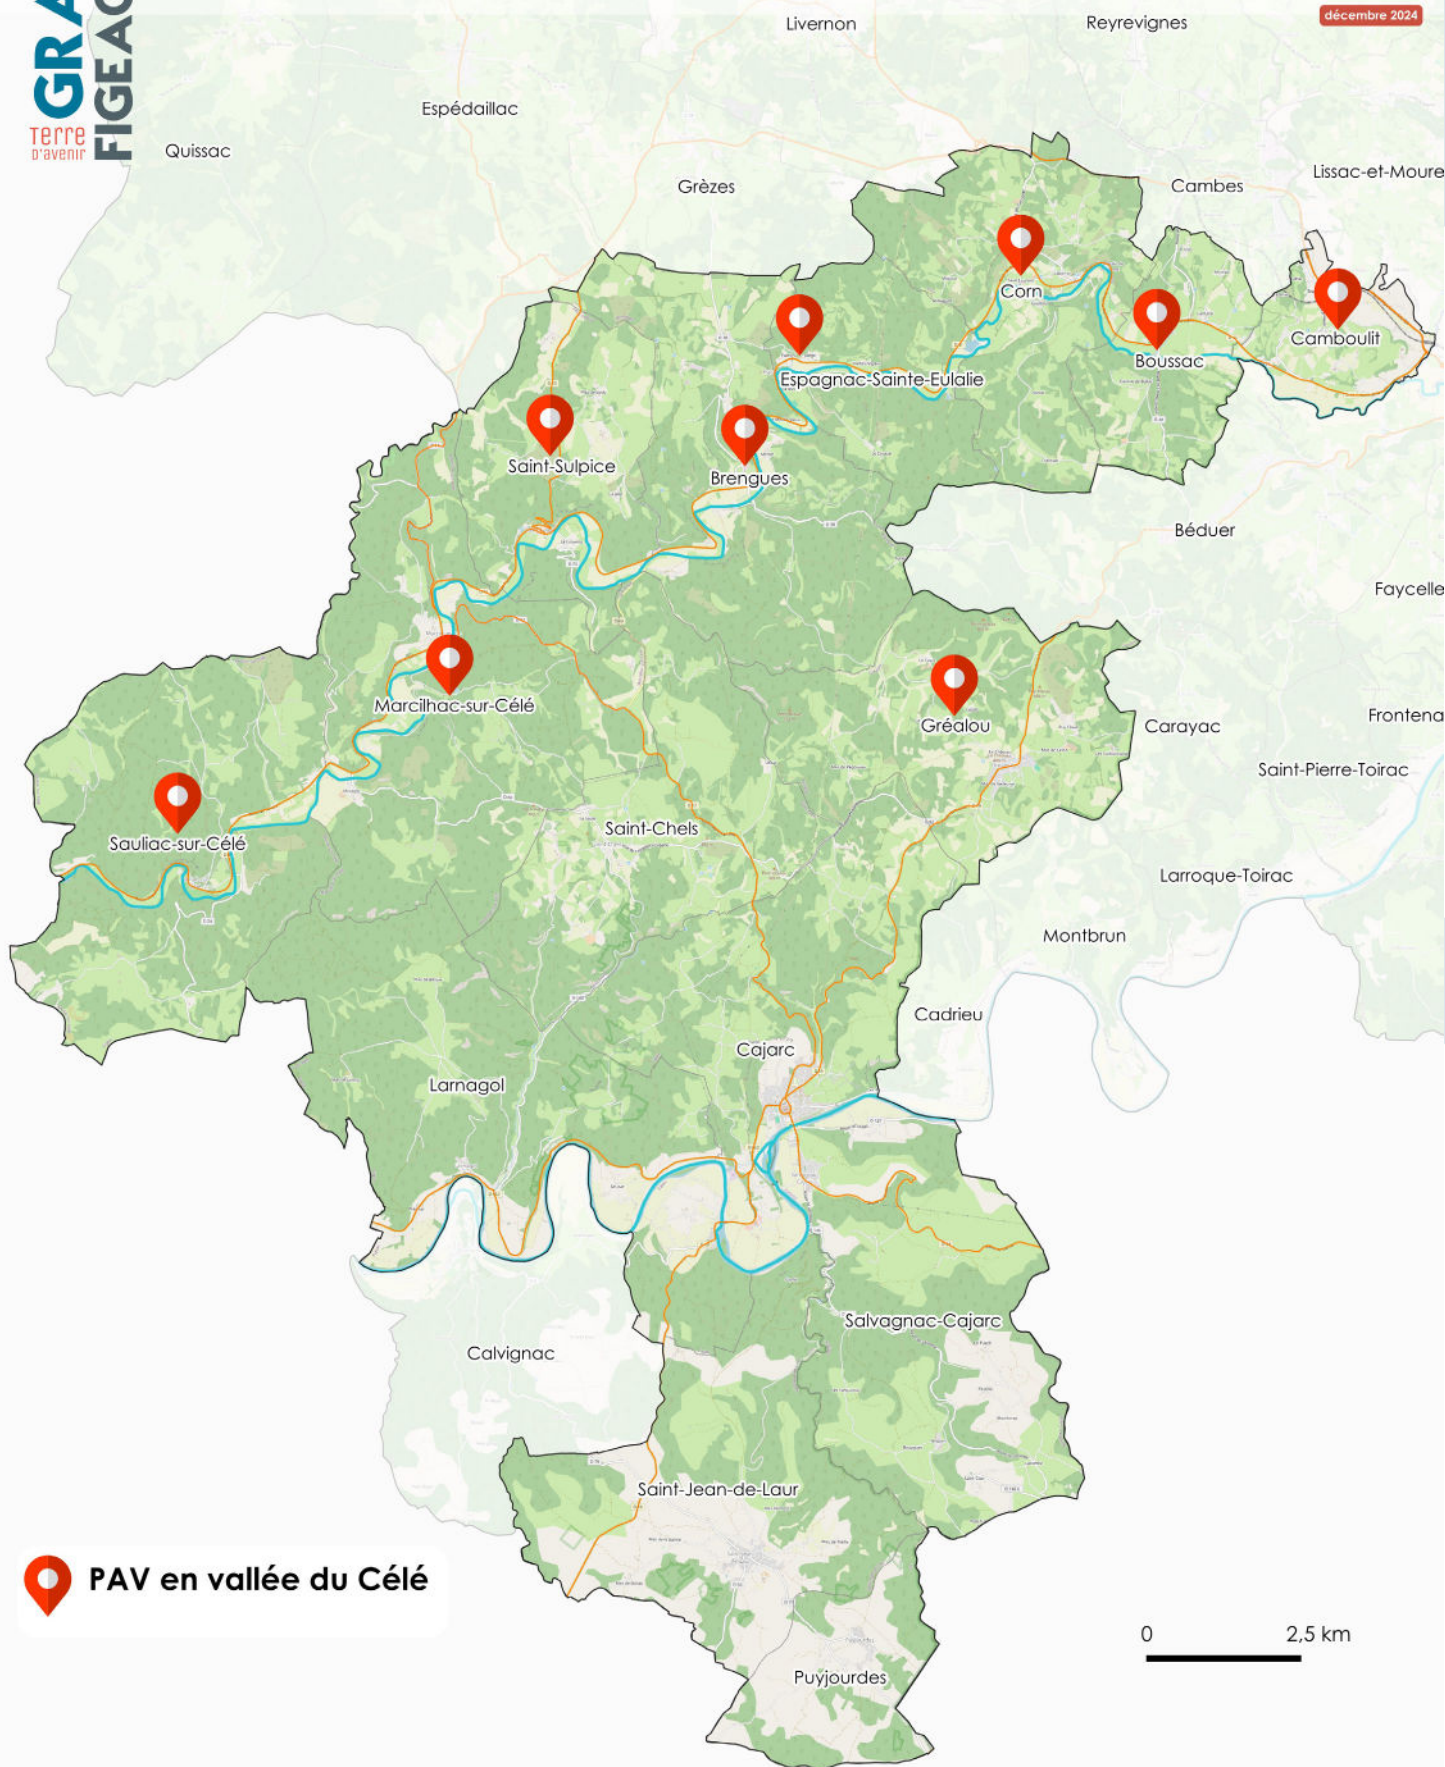 GRA
FIGEAC
Terre
D'avenir
décembre 2024
Livernon
Reyrevignes
Espédaillac
Quissac
Grèzes
Cambes
Lissac-et-Moure
Corn
Camboulit
Boussac
Espagnac-Sainte-Eulalie
Saint-Sulpice
Brengues
Béduer
Faycelle
Marcilhac-sur-Célé
Gréalou
Carayac
Frontena
Saint-Pierre-Toirac
Saint-Chels
Sauliac-sur-Célé
Larroque-Toirac
Montbrun
Cadrieu
Cajarc
Larnagol
Salvagnac-Cajarc
Calvignac
Saint-Jean-de-Laur
PAV en vallée du Célé
0 2,5 km
Puyjourdes